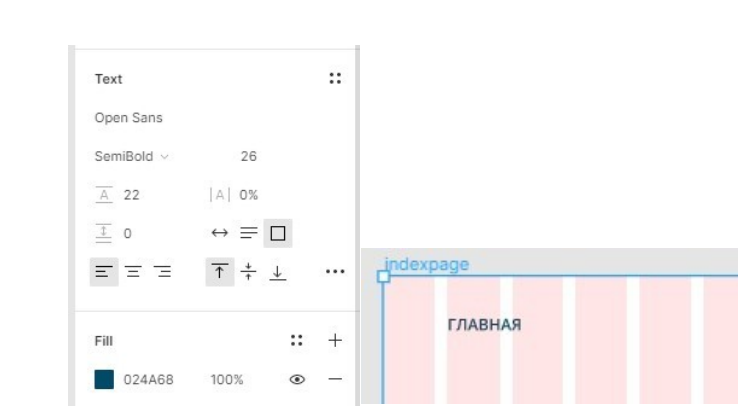 Text
Open Sans
SemiBold 26
A 22 |A| 0%
0
Fill
024A68 100%
indexpage
ГЛАВНАЯ